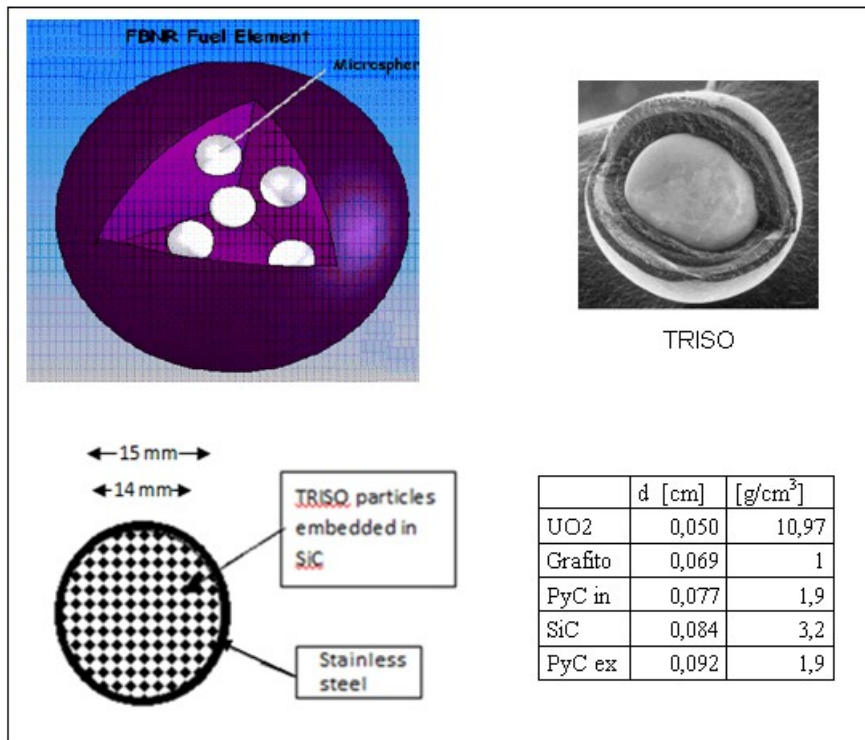 FBNR Fuel Element
Microspher
TRISO
15 mm
14 mm
TRISO particles
embedded in
SiC
Stainless
steel
d [cm] [g/cm³]
UO2 0,050 10,97
Grafito 0,069 1
PyC in 0,077 1,9
SiC 0,084 3,2
PyC ex 0,092 1,9